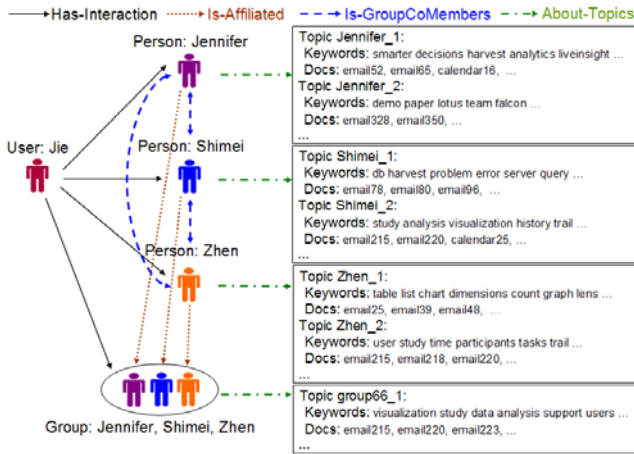 Has-Interaction Is-Affiliated Is-GroupCoMembers About-Topics
Person: Jennifer
User: Jie
Person: Shimei
Person: Zhen
Group: Jennifer, Shimei, Zhen
Topic Jennifer_1:
Keywords: smarter decisions harvest analytics liveinsight ...
Docs: email52, email65, calendar16, ...
Topic Jennifer_2:
Keywords: demo paper lotus team falcon ...
Docs: email328, email350, ...
...
Topic Shimei_1:
Keywords: db harvest problem error server query ...
Docs: email78, email80, email96, ...
Topic Shimei_2:
Keywords: study analysis visualization history trail ...
Docs: email215, email220, calendar25, ...
...
Topic Zhen_1:
Keywords: table list chart dimensions count graph lens ...
Docs: email25, email39, email48, ...
Topic Zhen_2:
Keywords: user study time participants tasks trail ...
Docs: email215, email218, email220, ...
...
Topic group66_1:
Keywords: visualization study data analysis support users ...
Docs: email215, email220, email223, ...
...